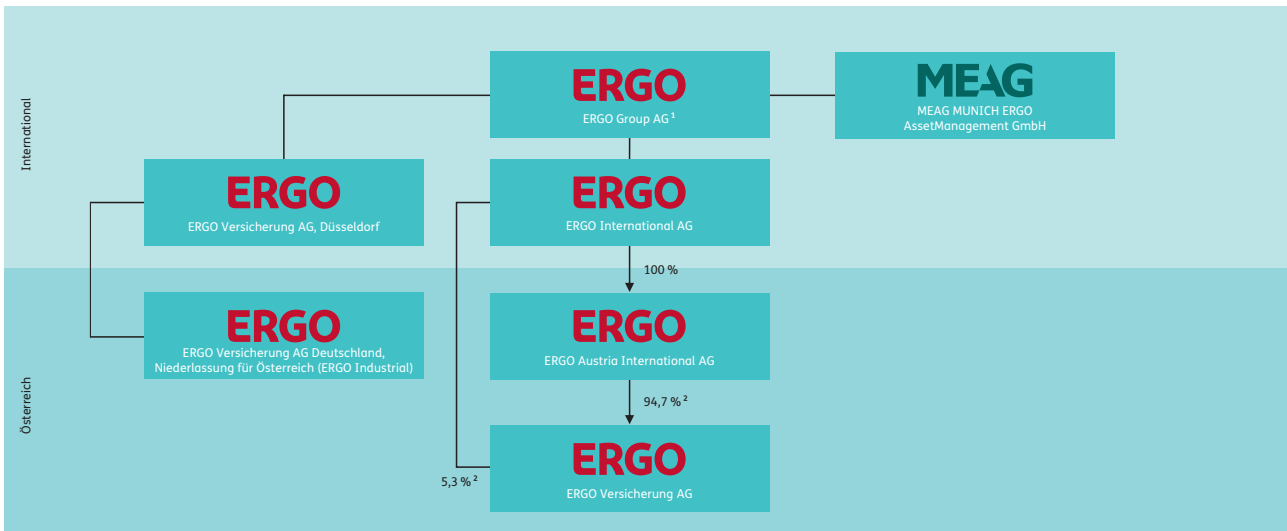 International
ERGO
ERGO Group AG ¹
MEAG
MEAG MUNICH ERGO
AssetManagement GmbH
ERGO
ERGO Versicherung AG, Düsseldorf
ERGO
ERGO International AG
100 %
Österreich
ERGO
ERGO Versicherung AG Deutschland,
Niederlassung für Österreich (ERGO Industrial)
ERGO
ERGO Austria International AG
94,7 % ²
5,3 % ²
ERGO
ERGO Versicherung AG